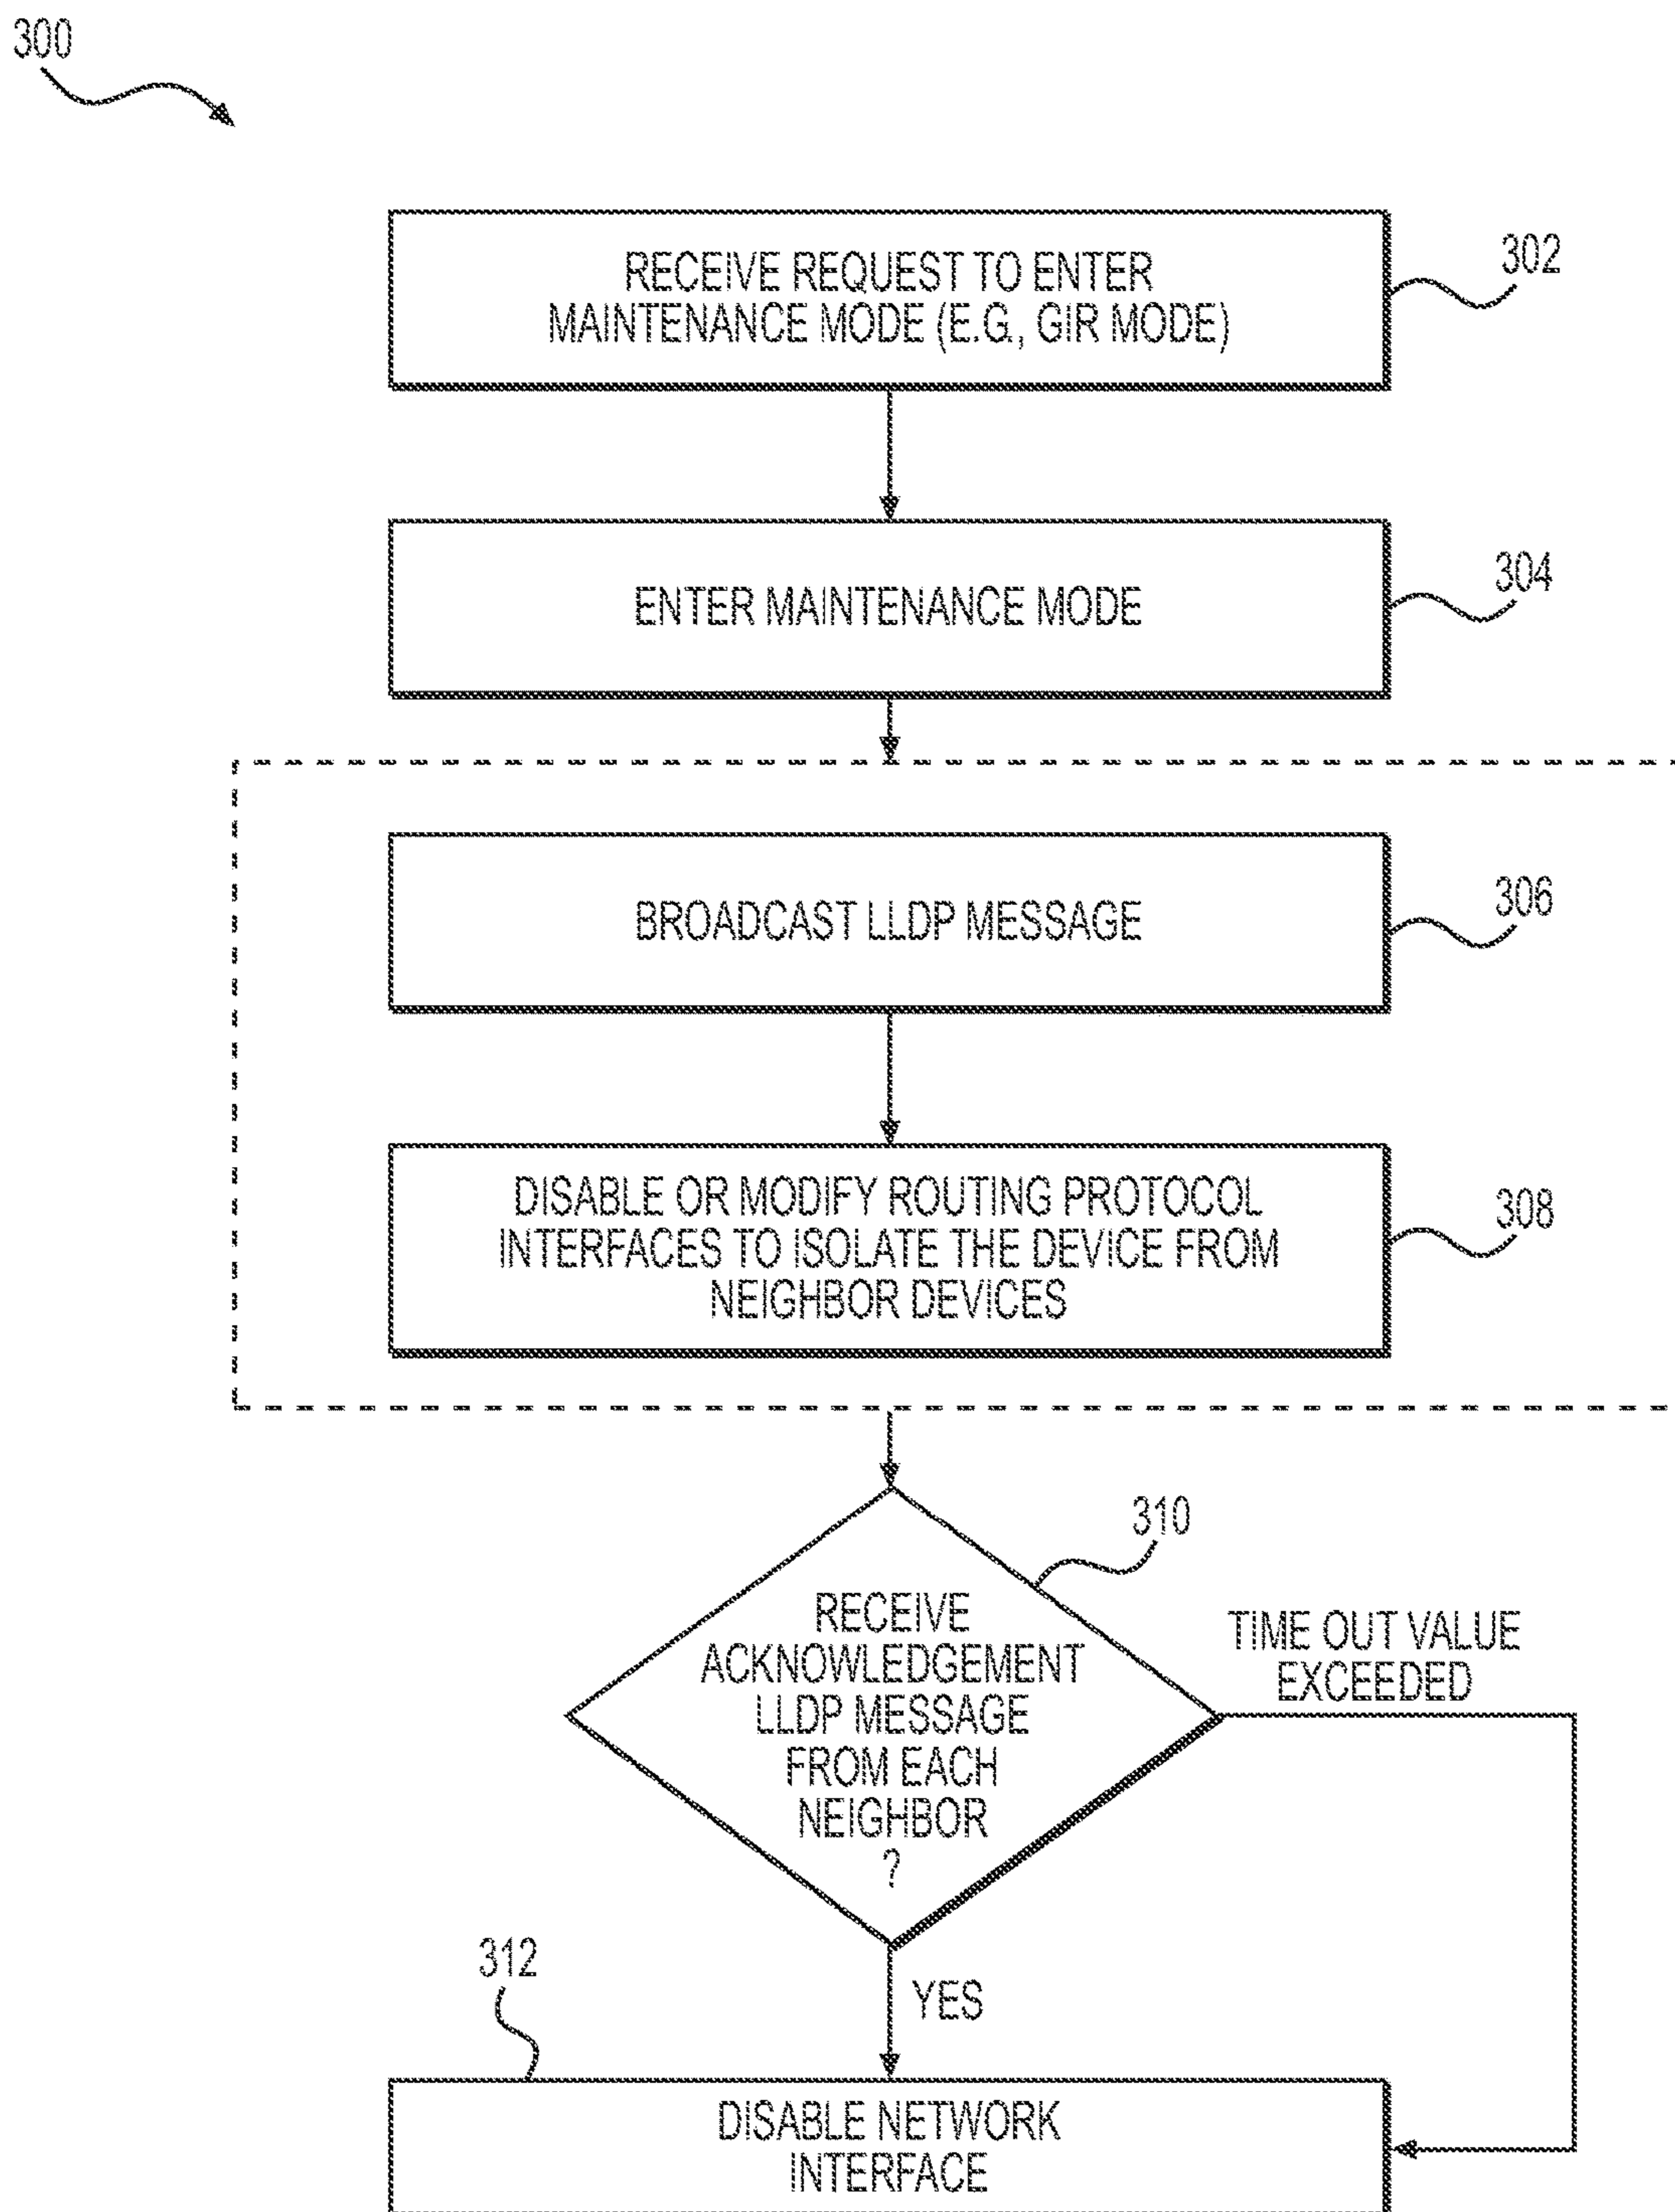 300
RECEIVE REQUEST TO ENTER
MAINTENANCE MODE (E.G., GIR MODE)
302
ENTER MAINTENANCE MODE
304
BROADCAST LLDP MESSAGE
306
DISABLE OR MODIFY ROUTING PROTOCOL
INTERFACES TO ISOLATE THE DEVICE FROM
NEIGHBOR DEVICES
308
310
RECEIVE
ACKNOWLEDGEMENT
LLDP MESSAGE
FROM EACH
NEIGHBOR
?
TIME OUT VALUE
EXCEEDED
YES
312
DISABLE NETWORK
INTERFACE